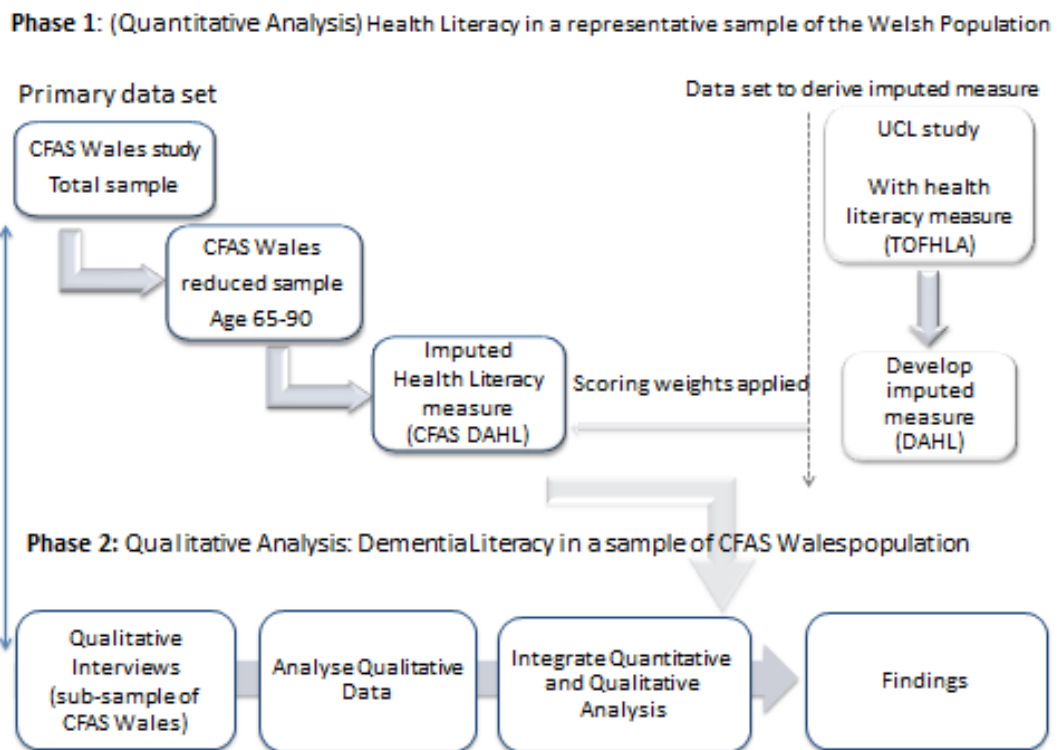 Phase 1: (Quantitative Analysis) Health Literacy in a representative sample of the Welsh Population
Primary data set
Data set to derive imputed measure
CFAS Wales study
Total sample
UCL study
With health
literacy measure
(TOFHLA)
CFAS Wales
reduced sample
Age 65-90
Imputed
Health Literacy
measure
(CFAS DAHL)
Scoring weights applied
Develop
imputed
measure
(DAHL)
Phase 2: Qualitative Analysis: DementiaLiteracy in a sample of CFAS Walespopulation
Qualitative
Interviews
(sub-sample of
CFAS Wales)
Analyse Qualitative
Data
Integrate Quantitative
and Qualitative
Analysis
Findings